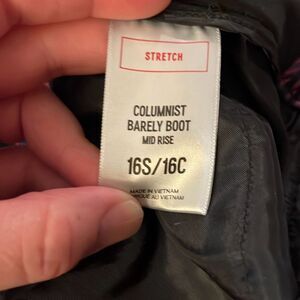 STRETCH
COLUMNIST
BARELY BOOT
MID RISE
16S/16C
MADE IN VIETNAM
FABRIQUÉ AU VIETNAM